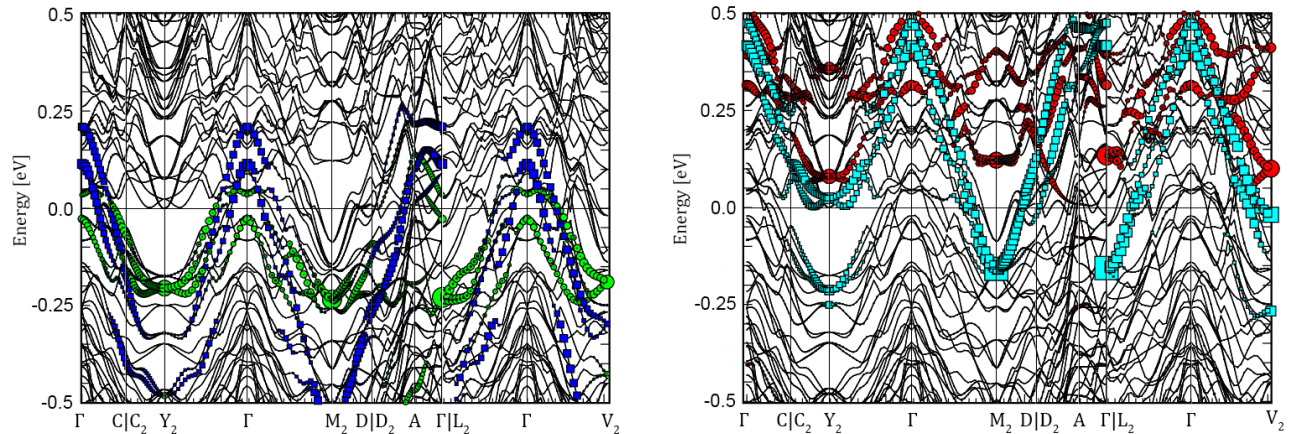 0.5
0.25
0.0
-0.25
-0.5
Energy [eV]
Γ C|C₂ Y₂ Γ M₂ D|D₂ A Γ|L₂ Γ V₂
0.5
0.25
0.0
-0.25
-0.5
Energy [eV]
Γ C|C₂ Y₂ Γ M₂ D|D₂ A Γ|L₂ Γ V₂